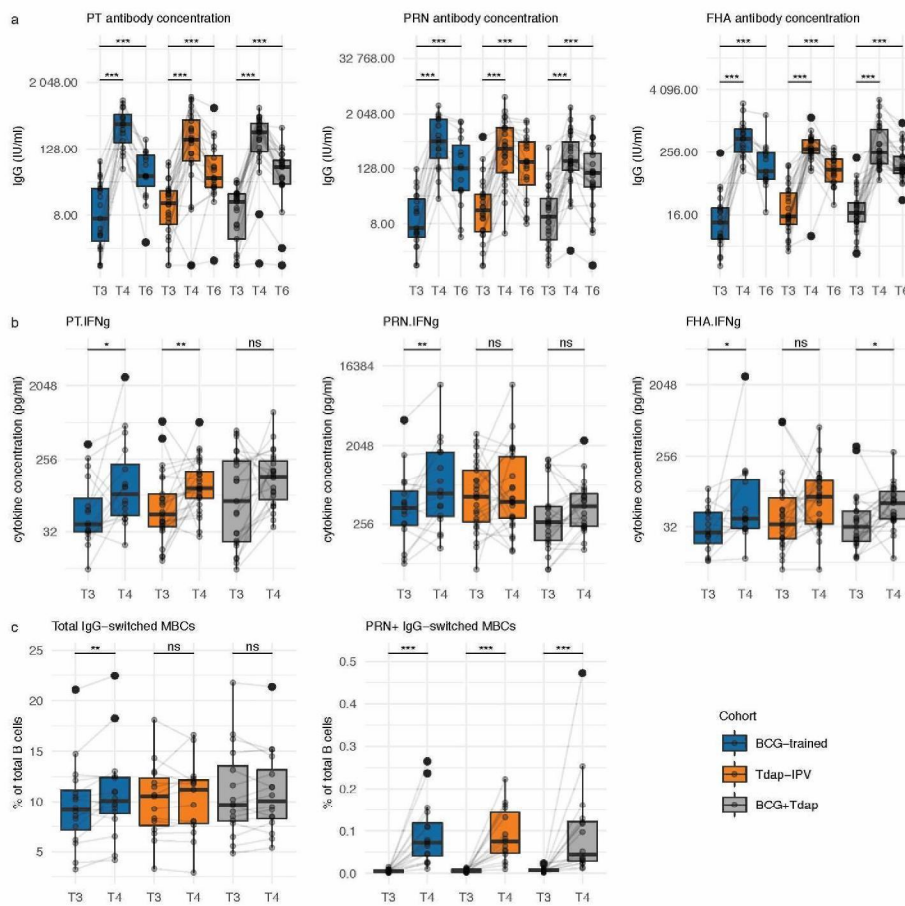 a
PT antibody concentration
PRN antibody concentration
FHA antibody concentration
*** *** ***
*** *** ***
2 048.00
128.00
8.00
IgG (IU/ml)
T3 T4 T6 T3 T4 T6 T3 T4 T6
*** *** ***
*** *** ***
32 768.00
2 048.00
128.00
8.00
IgG (IU/ml)
T3 T4 T6 T3 T4 T6 T3 T4 T6
*** *** ***
*** *** ***
4 096.00
256.00
16.00
IgG (IU/ml)
T3 T4 T6 T3 T4 T6 T3 T4 T6
b
PT.IFNg
PRN.IFNg
FHA.IFNg
* ** ns
2048
256
32
cytokine concentration (pg/ml)
T3 T4 T3 T4 T3 T4
** ns ns
16384
2048
256
cytokine concentration (pg/ml)
T3 T4 T3 T4 T3 T4
* ns *
2048
256
32
cytokine concentration (pg/ml)
T3 T4 T3 T4 T3 T4
c
Total IgG-switched MBCs
PRN+ IgG-switched MBCs
** ns ns
25
20
15
10
5
% of total B cells
T3 T4 T3 T4 T3 T4
*** *** ***
0.5
0.4
0.3
0.2
0.1
0.0
% of total B cells
T3 T4 T3 T4 T3 T4
Cohort
BCG-trained
Tdap-IPV
BCG+Tdap